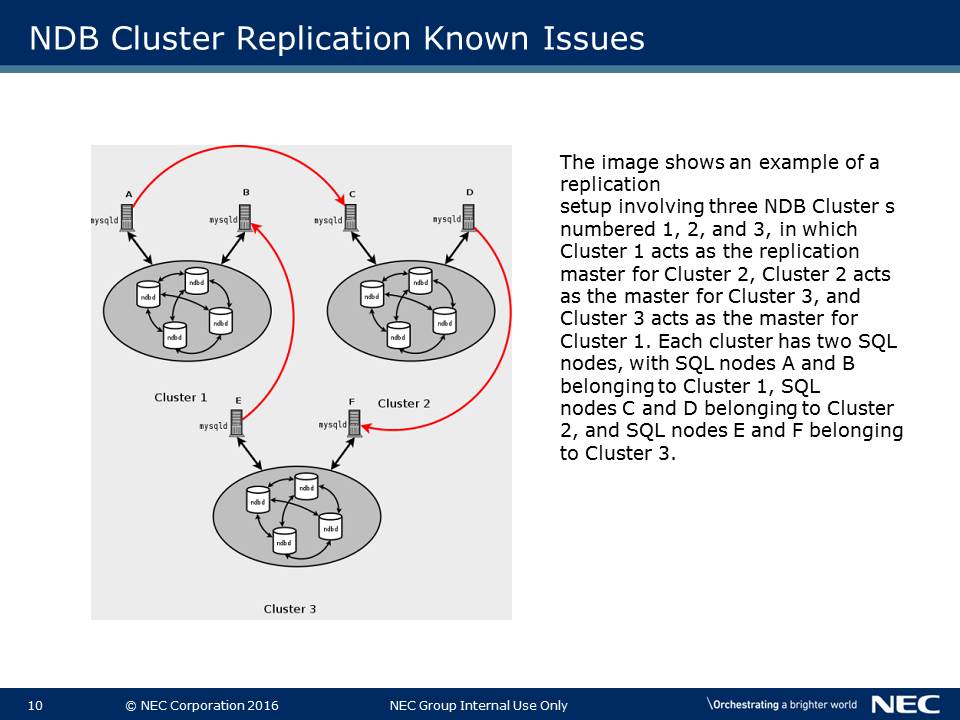 NDB Cluster Replication Known Issues
A
B
C
D
mysqld
mysqld
mysqld
mysqld
ndbd
ndbd
ndbd
ndbd
ndbd
ndbd
ndbd
ndbd
Cluster 1
Cluster 2
E
F
mysqld
mysqld
ndbd
ndbd
ndbd
ndbd
Cluster 3
The image shows an example of a
replication
setup involving three NDB Cluster s
numbered 1, 2, and 3, in which
Cluster 1 acts as the replication
master for Cluster 2, Cluster 2 acts
as the master for Cluster 3, and
Cluster 3 acts as the master for
Cluster 1. Each cluster has two SQL
nodes, with SQL nodes A and B
belonging to Cluster 1, SQL
nodes C and D belonging to Cluster
2, and SQL nodes E and F belonging
to Cluster 3.
10 © NEC Corporation 2016 NEC Group Internal Use Only \Orchestrating a brighter world NEC